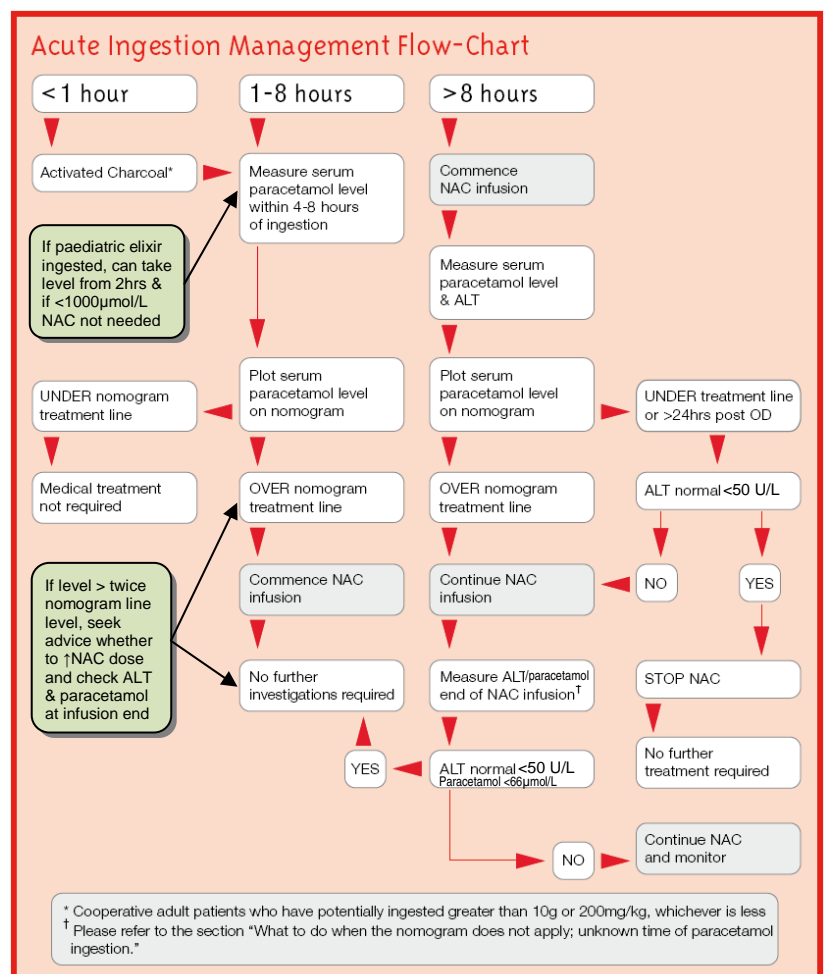 Acute Ingestion Management Flow-Chart
< 1 hour
1-8 hours
>8 hours
Activated Charcoal*
Measure serum
paracetamol level
within 4-8 hours
of ingestion
Commence
NAC infusion
If paediatric elixir
ingested, can take
level from 2hrs &
if <1000µmol/L
NAC not needed
Measure serum
paracetamol level
& ALT
UNDER nomogram
treatment line
Plot serum
paracetamol level
on nomogram
Plot serum
paracetamol level
on nomogram
UNDER treatment line
or >24hrs post OD
Medical treatment
not required
OVER nomogram
treatment line
OVER nomogram
treatment line
ALT normal <50 U/L
If level > twice
nomogram line
level, seek
advice whether
to ↑NAC dose
and check ALT
& paracetamol
at infusion end
Commence NAC
infusion
Continue NAC
infusion
NO
YES
No further
investigations required
Measure ALT/paracetamol
end of NAC infusion†
STOP NAC
YES
ALT normal <50 U/L
Paracetamol <66µmol/L
No further
treatment required
NO
Continue NAC
and monitor
* Cooperative adult patients who have potentially ingested greater than 10g or 200mg/kg, whichever is less
† Please refer to the section “What to do when the nomogram does not apply; unknown time of paracetamol
ingestion.”